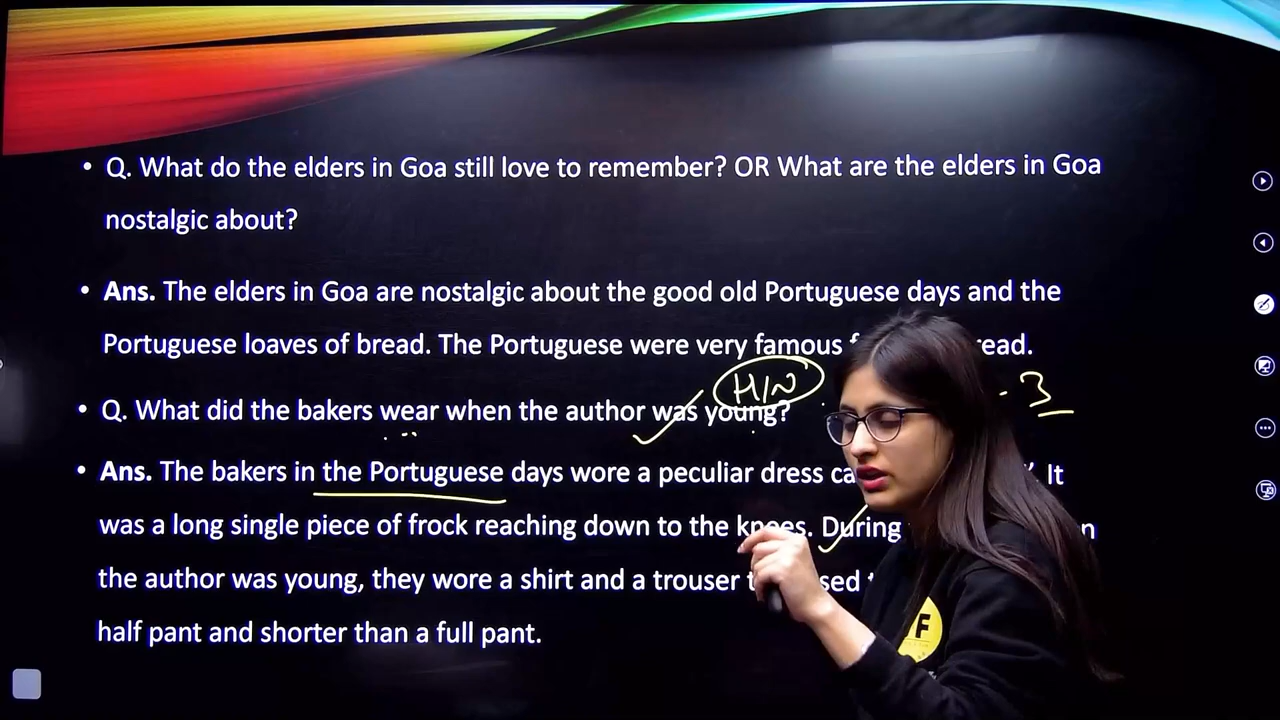 • Q. What do the elders in Goa still love to remember? OR What are the elders in Goa
nostalgic about?
• Ans. The elders in Goa are nostalgic about the good old Portuguese days and the
Portuguese loaves of bread. The Portuguese were very famous
H/N
3
• Q. What did the bakers wear when the author was young?
• Ans. The bakers in the Portuguese days wore a peculiar dress It
was a long single piece of frock reaching down to the knees. During
the author was young, they wore a shirt and a trouser
half pant and shorter than a full pant.
F